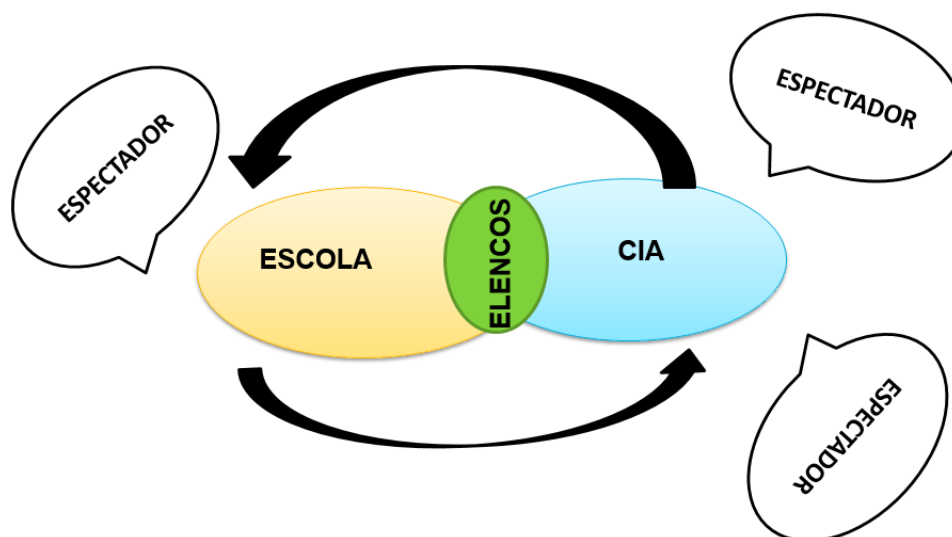 ESPECTADOR
ESPECTADOR
ESCOLA
ELENCOS
CIA
ESPECTADOR